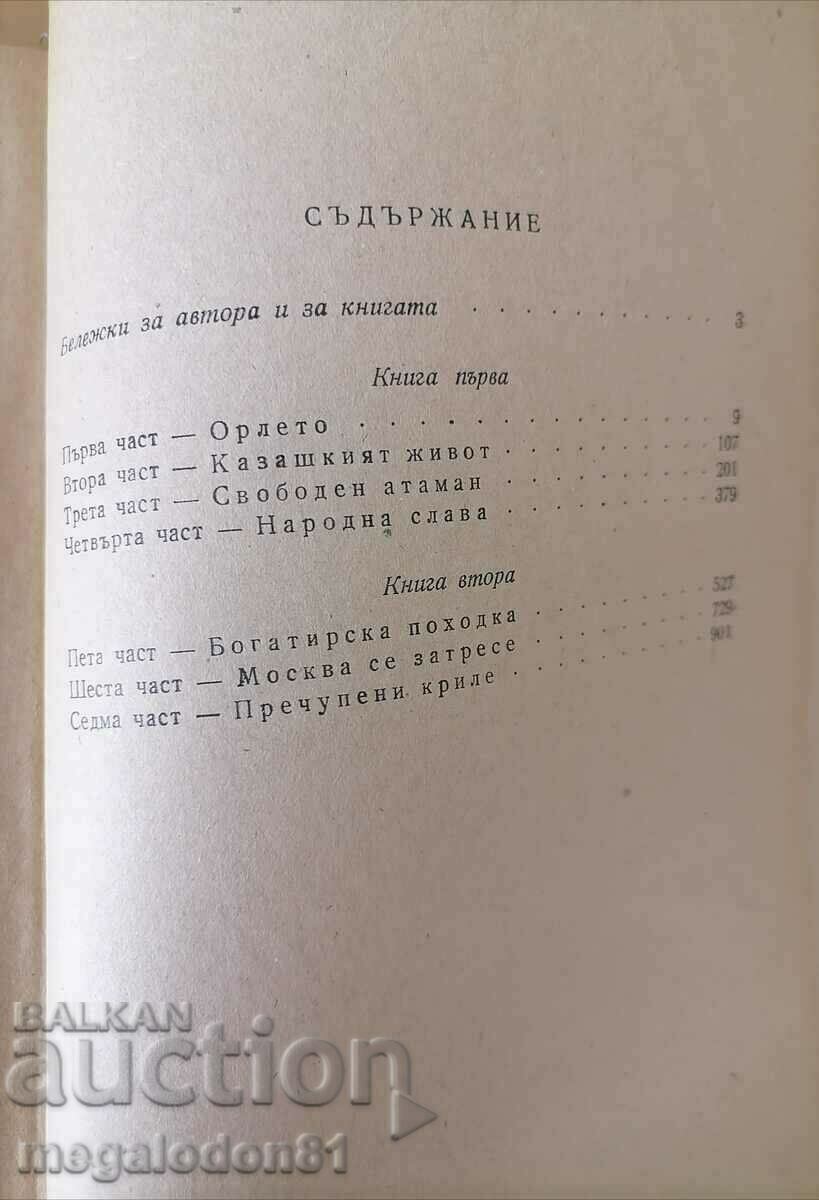 СЪДЪРЖАНИЕ
Бележки за автора и за книгата . . . . . . . . . . . 3
Книга първа
Първа част — Орлето . . . . . . . . . . . . . 9
Втора част — Казашкият живот . . . . . . . . 107
Трета част — Свободен атаман . . . . . . . . 201
Четвърта част — Народна слава . . . . . . . . 379
Книга втора
Пета част — Богатирска походка . . . . . . . 527
Шеста част — Москва се затресе . . . . . . . 729
Седма част — Пречупени криле . . . . . . . . 901
BALKAN
auction
megalodon81